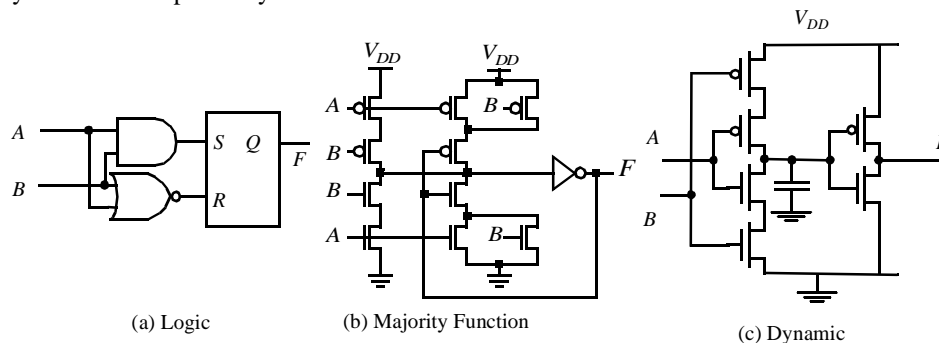 V_DD
V_DD
V_DD
A
B
S
Q
R
F
A
B
B
B
A
B
F
A
B
(a) Logic
(b) Majority Function
(c) Dynamic